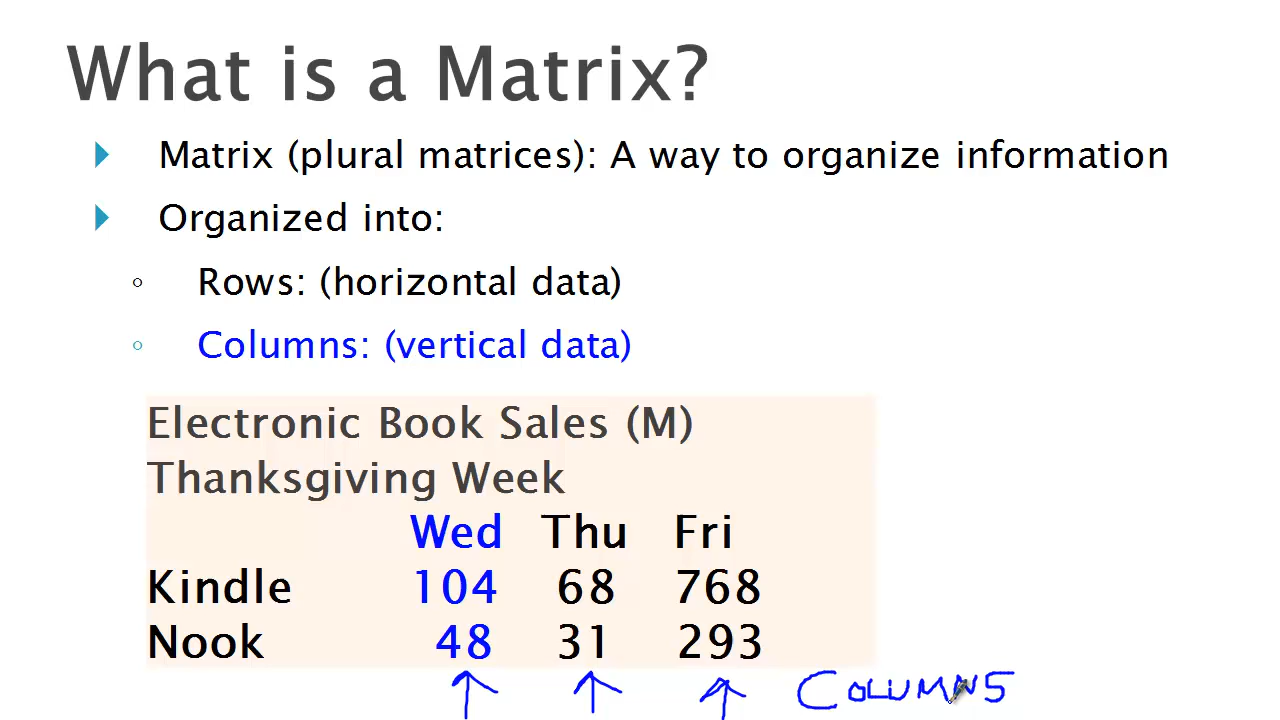 What is a Matrix?
Matrix (plural matrices): A way to organize information
Organized into:
Rows: (horizontal data)
Columns: (vertical data)
Electronic Book Sales (M)
Thanksgiving Week
Wed Thu Fri
Kindle 104 68 768
Nook 48 31 293
COLUMNS